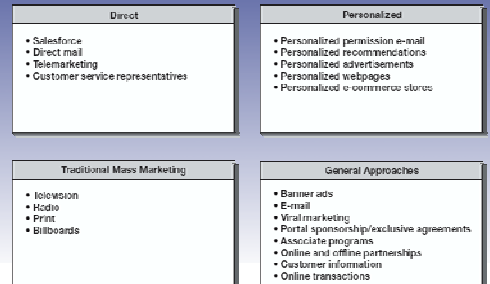 Direct
• Salesforce
• Direct mail
• Telemarketing
• Customer service representatives
Personalized
• Personalized permission e-mail
• Personalized recommendations
• Personalized advertisements
• Personalized webpages
• Personalized e-commerce stores
Traditional Mass Marketing
• Television
• Radio
• Print
• Billboards
General Approaches
• Banner ads
• E-mail
• Viral marketing
• Portal sponsorship/exclusive agreements
• Associate programs
• Online and offline partnerships
• Customer information
• Online transactions